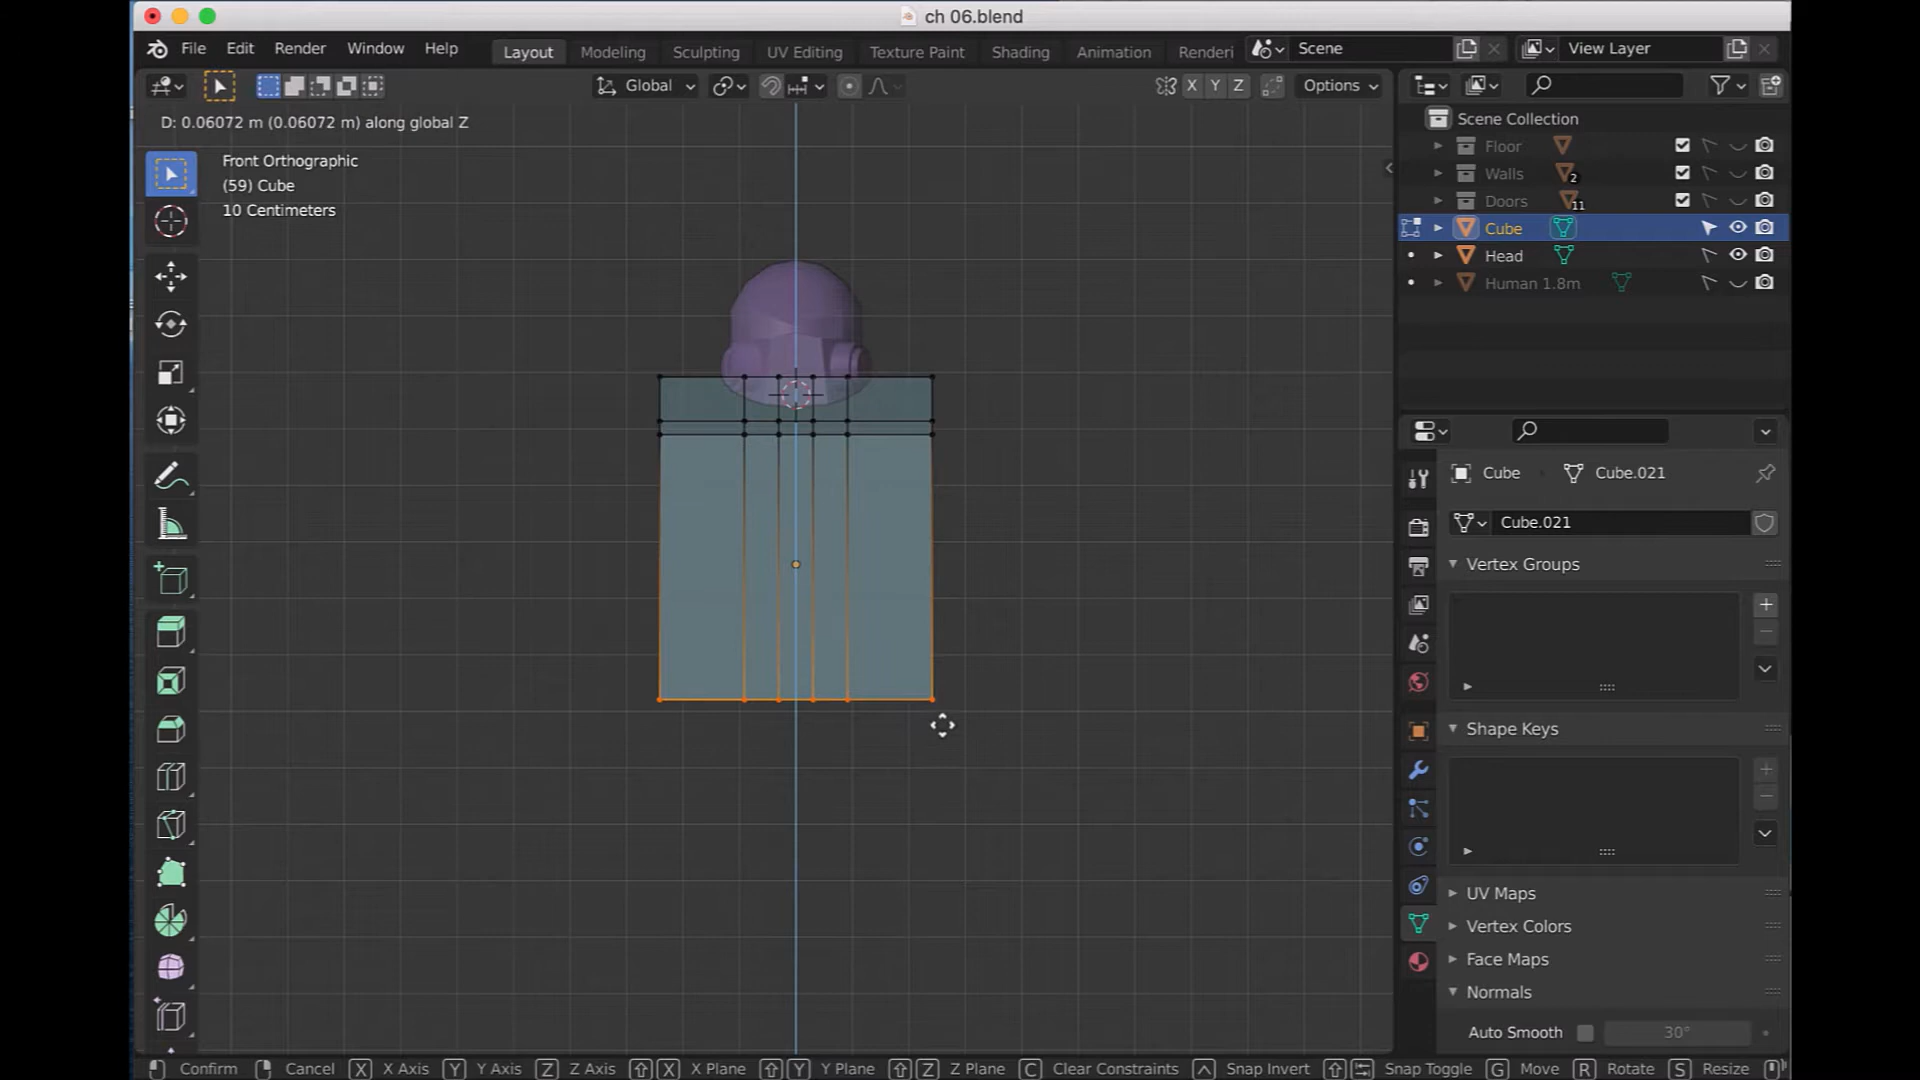 ch 06.blend
File Edit Render Window Help Layout Modeling Sculpting UV Editing Texture Paint Shading Animation Renderi Scene View Layer
Global X Y Z Options
D: 0.06072 m (0.06072 m) along global Z
Front Orthographic
(59) Cube
10 Centimeters
Scene Collection
Floor
Walls 2
Doors 11
Cube
Head
Human 1.8m
Cube Cube.021
Cube.021
Vertex Groups
Shape Keys
UV Maps
Vertex Colors
Face Maps
Normals
Auto Smooth 30°
Confirm Cancel X X Axis Y Y Axis Z Z Axis X X Plane Y Y Plane Z Z Plane C Clear Constraints Snap Invert Snap Toggle G Move R Rotate S Resize